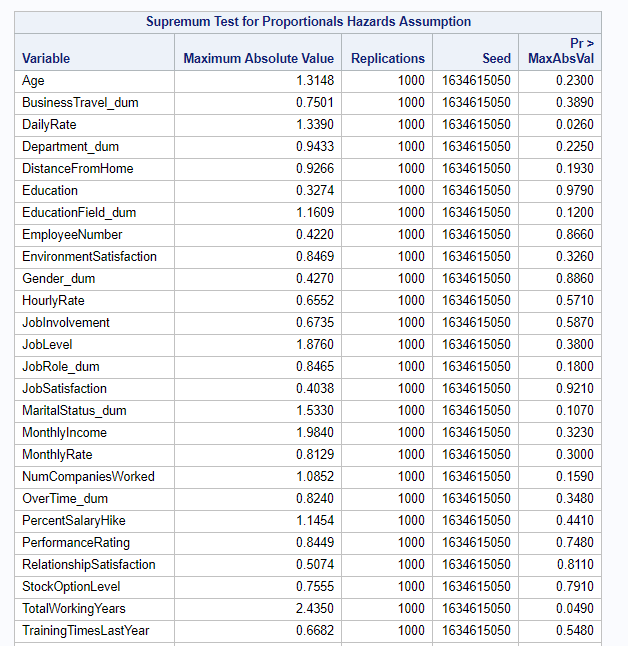 Supremum Test for Proportionals Hazards Assumption
Pr >
Variable Maximum Absolute Value Replications Seed MaxAbsVal
Age 1.3148 1000 1634615050 0.2300
BusinessTravel_dum 0.7501 1000 1634615050 0.3890
DailyRate 1.3390 1000 1634615050 0.0260
Department_dum 0.9433 1000 1634615050 0.2250
DistanceFromHome 0.9266 1000 1634615050 0.1930
Education 0.3274 1000 1634615050 0.9790
EducationField_dum 1.1609 1000 1634615050 0.1200
EmployeeNumber 0.4220 1000 1634615050 0.8660
EnvironmentSatisfaction 0.8469 1000 1634615050 0.3260
Gender_dum 0.4270 1000 1634615050 0.8860
HourlyRate 0.6552 1000 1634615050 0.5710
JobInvolvement 0.6735 1000 1634615050 0.5870
JobLevel 1.8760 1000 1634615050 0.3800
JobRole_dum 0.8465 1000 1634615050 0.1800
JobSatisfaction 0.4038 1000 1634615050 0.9210
MaritalStatus_dum 1.5330 1000 1634615050 0.1070
MonthlyIncome 1.9840 1000 1634615050 0.3230
MonthlyRate 0.8129 1000 1634615050 0.3000
NumCompaniesWorked 1.0852 1000 1634615050 0.1590
OverTime_dum 0.8240 1000 1634615050 0.3480
PercentSalaryHike 1.1454 1000 1634615050 0.4410
PerformanceRating 0.8449 1000 1634615050 0.7480
RelationshipSatisfaction 0.5074 1000 1634615050 0.8110
StockOptionLevel 0.7555 1000 1634615050 0.7910
TotalWorkingYears 2.4350 1000 1634615050 0.0490
TrainingTimesLastYear 0.6682 1000 1634615050 0.5480